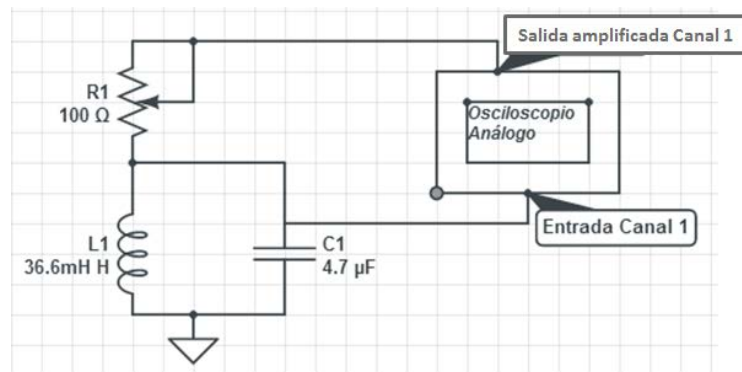 Salida amplificada Canal 1
R1
100 Ω
Osciloscopio
Análogo
Entrada Canal 1
L1
36.6mH H
C1
4.7 µF